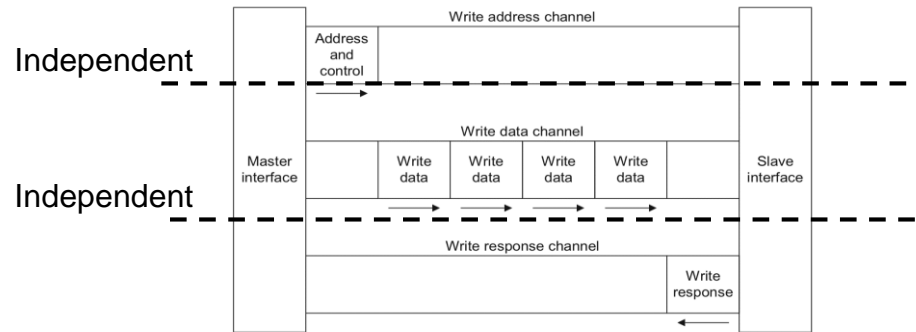 Write address channel
Independent
Address
and
control
Write data channel
Master
interface
Write
data
Write
data
Write
data
Write
data
Slave
interface
Independent
Write response channel
Write
response